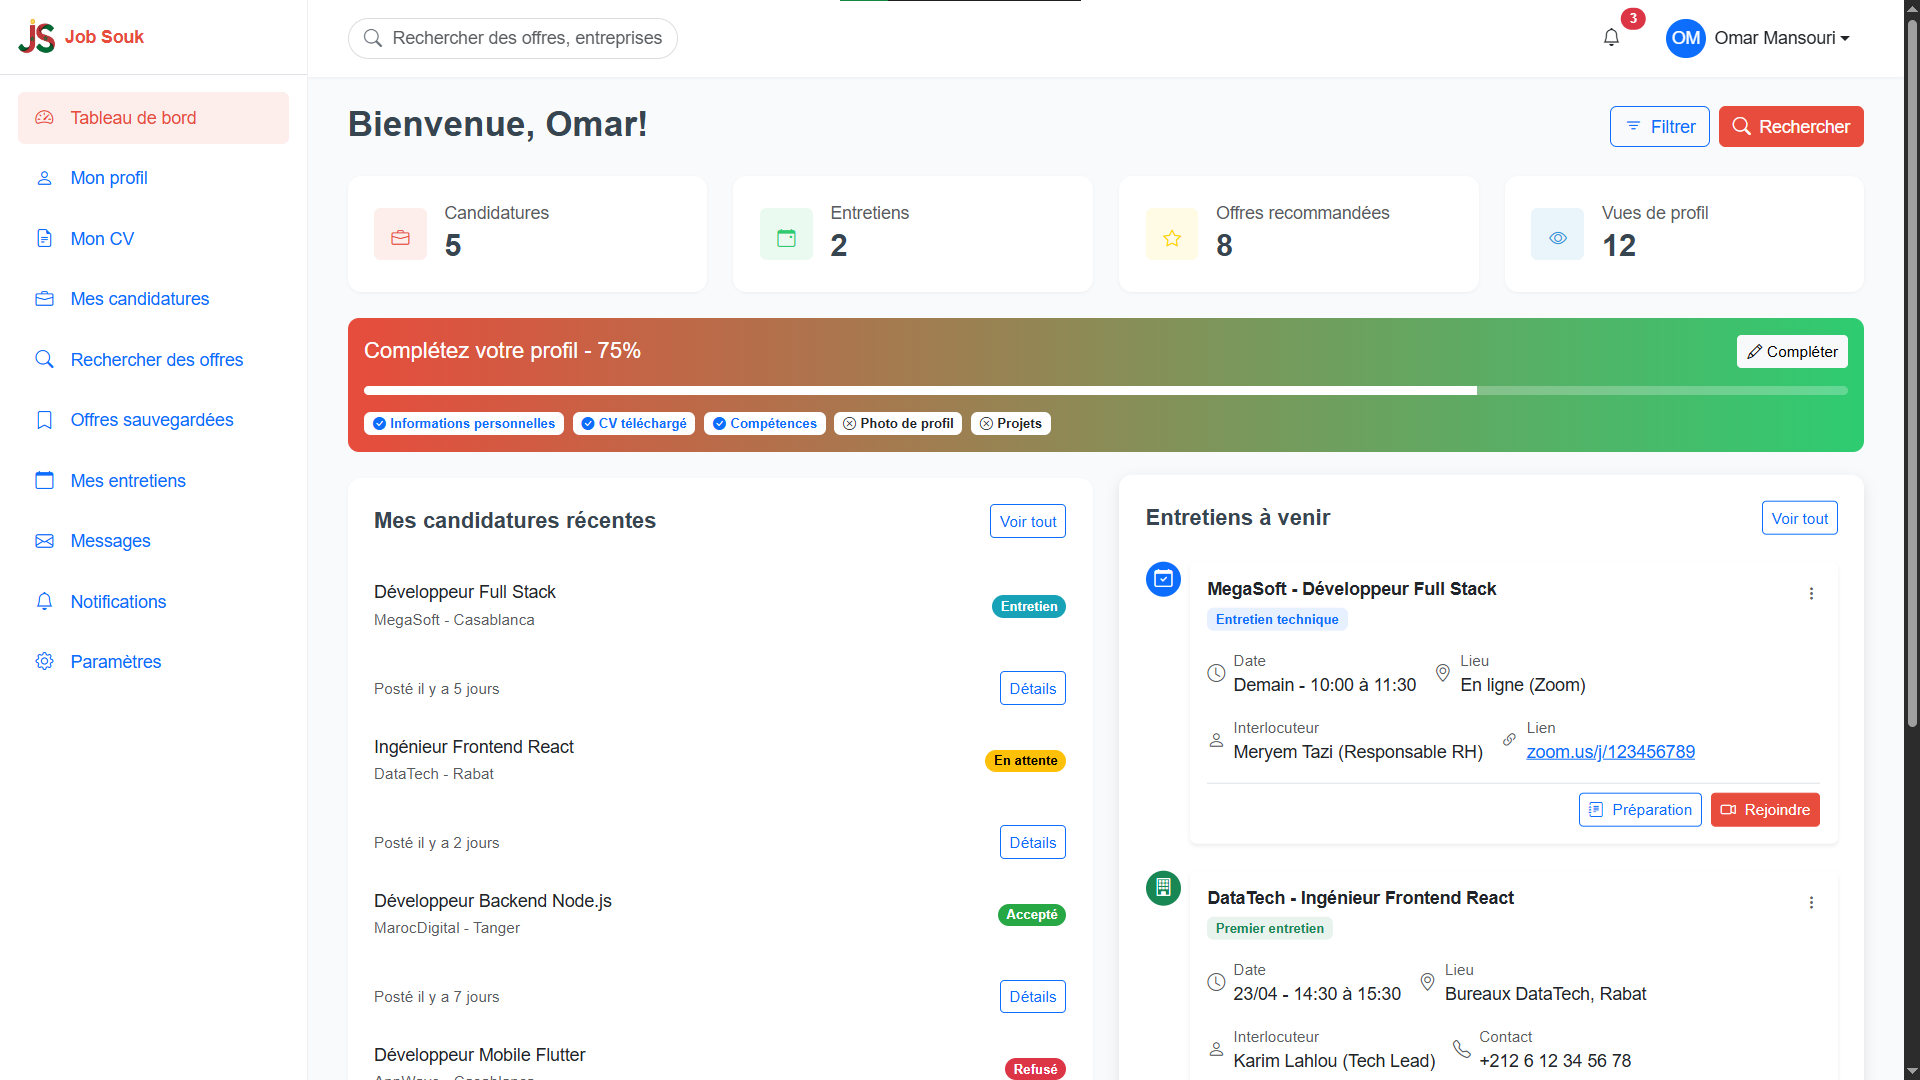 JS Job Souk
Rechercher des offres, entreprises
3
OM Omar Mansouri
Tableau de bord
Mon profil
Mon CV
Mes candidatures
Rechercher des offres
Offres sauvegardées
Mes entretiens
Messages
Notifications
Paramètres
Bienvenue, Omar!
Filtrer
Rechercher
Candidatures
5
Entretiens
2
Offres recommandées
8
Vues de profil
12
Complétez votre profil - 75%
Compléter
Informations personnelles
CV téléchargé
Compétences
Photo de profil
Projets
Mes candidatures récentes
Voir tout
Développeur Full Stack
MegaSoft - Casablanca
Entretien
Posté il y a 5 jours
Détails
Ingénieur Frontend React
DataTech - Rabat
En attente
Posté il y a 2 jours
Détails
Développeur Backend Node.js
MarocDigital - Tanger
Accepté
Posté il y a 7 jours
Détails
Développeur Mobile Flutter
Refusé
Entretiens à venir
Voir tout
MegaSoft - Développeur Full Stack
Entretien technique
Date
Demain - 10:00 à 11:30
Lieu
En ligne (Zoom)
Interlocuteur
Meryem Tazi (Responsable RH)
Lien
zoom.us/j/123456789
Préparation
Rejoindre
DataTech - Ingénieur Frontend React
Premier entretien
Date
23/04 - 14:30 à 15:30
Lieu
Bureaux DataTech, Rabat
Interlocuteur
Karim Lahlou (Tech Lead)
Contact
+212 6 12 34 56 78